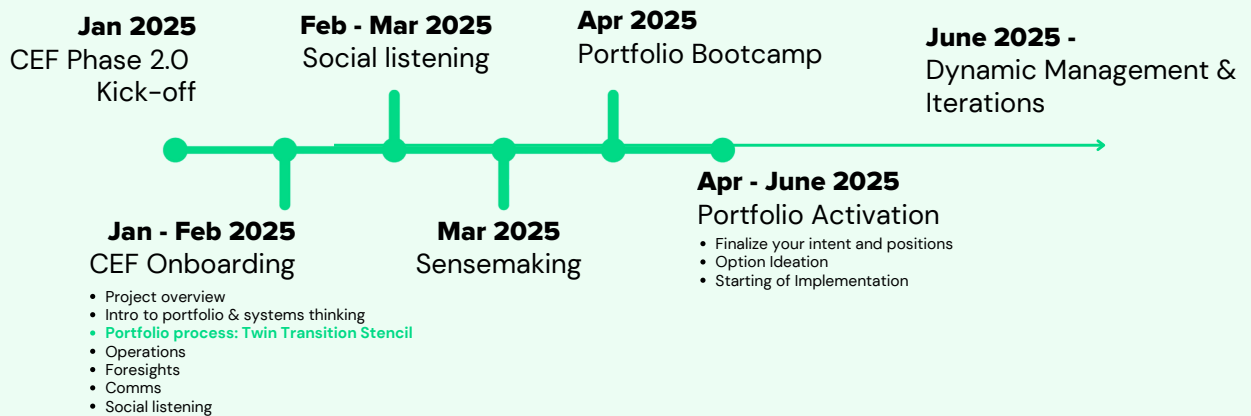 Jan 2025
CEF Phase 2.0
Kick-off
Jan - Feb 2025
CEF Onboarding
• Project overview
• Intro to portfolio & systems thinking
• Portfolio process: Twin Transition Stencil
• Operations
• Foresights
• Comms
• Social listening
Feb - Mar 2025
Social listening
Mar 2025
Sensemaking
Apr 2025
Portfolio Bootcamp
Apr - June 2025
Portfolio Activation
• Finalize your intent and positions
• Option Ideation
• Starting of Implementation
June 2025 -
Dynamic Management &
Iterations